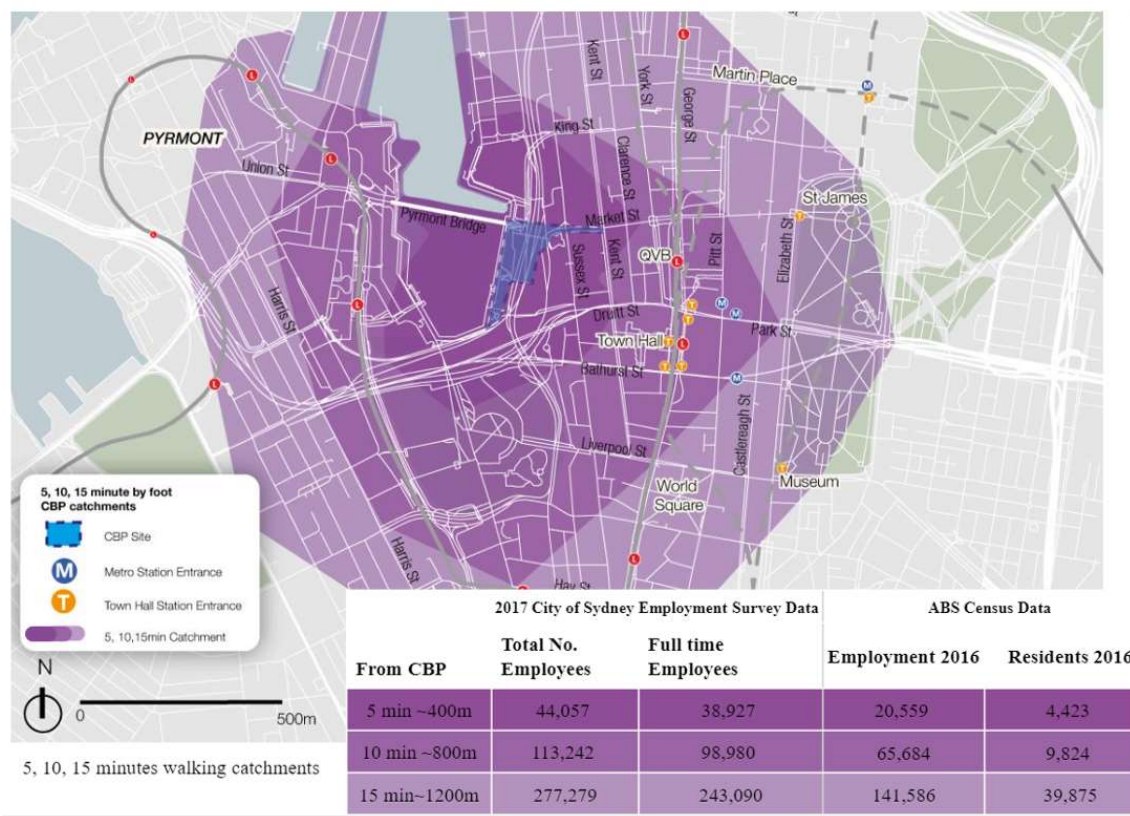 Martin Place
PYRMONT
Kent St
York St
George St
King St
Clarence St
Union St
St James
Pyrmont Bridge
Market St
Sussex St
Kent St
QVB
Pitt St
Elizabeth St
Harris St
Druitt St
Park St
Town Hall
Bathurst St
Liverpool St
Castlereagh St
Museum
World
Square
Harris St
Hay St
L
L
L
L
L
L
L
L
L
L
M
T
T
T
T
T
T
T
T
M
M
M
5, 10, 15 minute by foot
CBP catchments
CBP Site
M Metro Station Entrance
T Town Hall Station Entrance
5, 10,15min Catchment
N
0 500m
5, 10, 15 minutes walking catchments
2017 City of Sydney Employment Survey Data ABS Census Data
From CBP Total No. Employees Full time Employees Employment 2016 Residents 2016
5 min ~400m 44,057 38,927 20,559 4,423
10 min ~800m 113,242 98,980 65,684 9,824
15 min~1200m 277,279 243,090 141,586 39,875